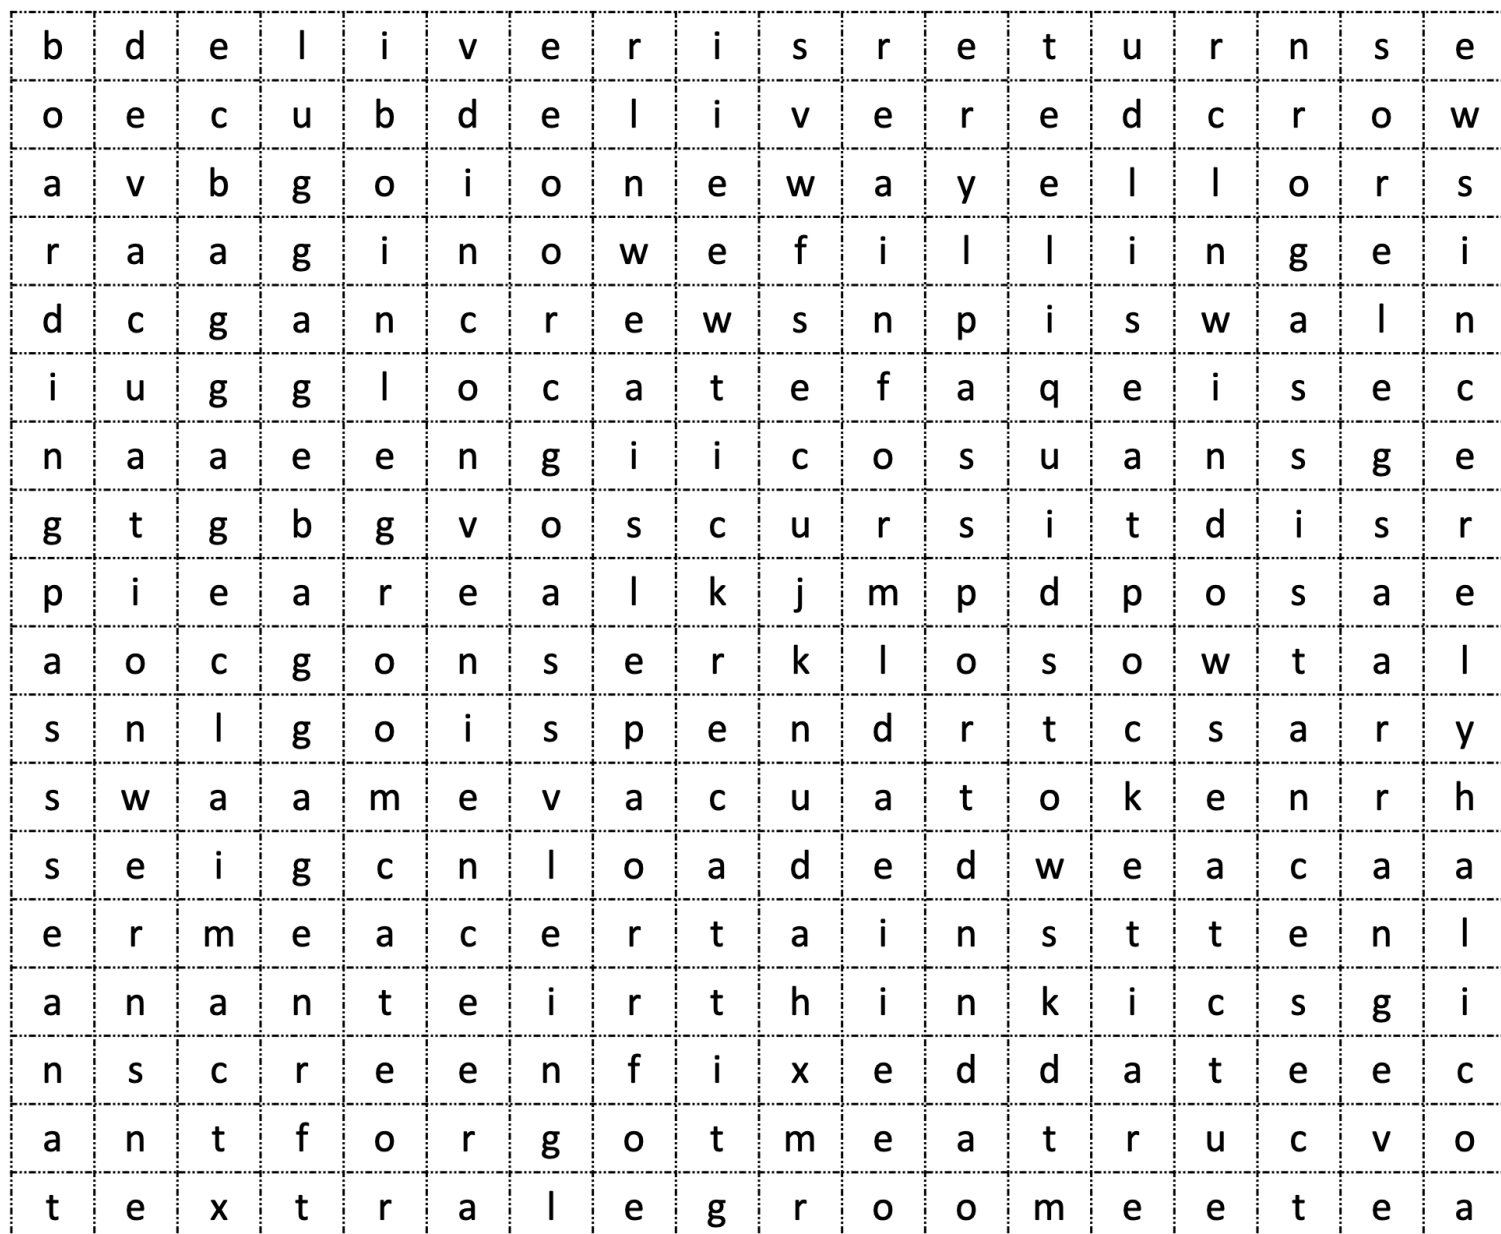 b d e l i v e r i s r e t u r n s e
o e c u b d e l i v e r e d c r o w
a v b g o i o n e w a y e l l o r s
r a a g i n o w e f i l l i n g e i
d c g a n c r e w s n p i s w a l n
i u g g l o c a t e f a q e i s e c
n a a e e n g i i c o s u a n s g e
g t g b g v o s c u r s i t d i s r
p i e a r e a l k j m p d p o s a e
a o c g o n s e r k l o s o w t a l
s n l g o i s p e n d r t c s a r y
s w a a m e v a c u a t o k e n r h
s e i g c n l o a d e d w e a c a a
e r m e a c e r t a i n s t t e n l
a n a n t e i r t h i n k i c s g i
n s c r e e n f i x e d d a t e e c
a n t f o r g o t m e a t r u c v o
t e x t r a l e g r o o m e e t e a